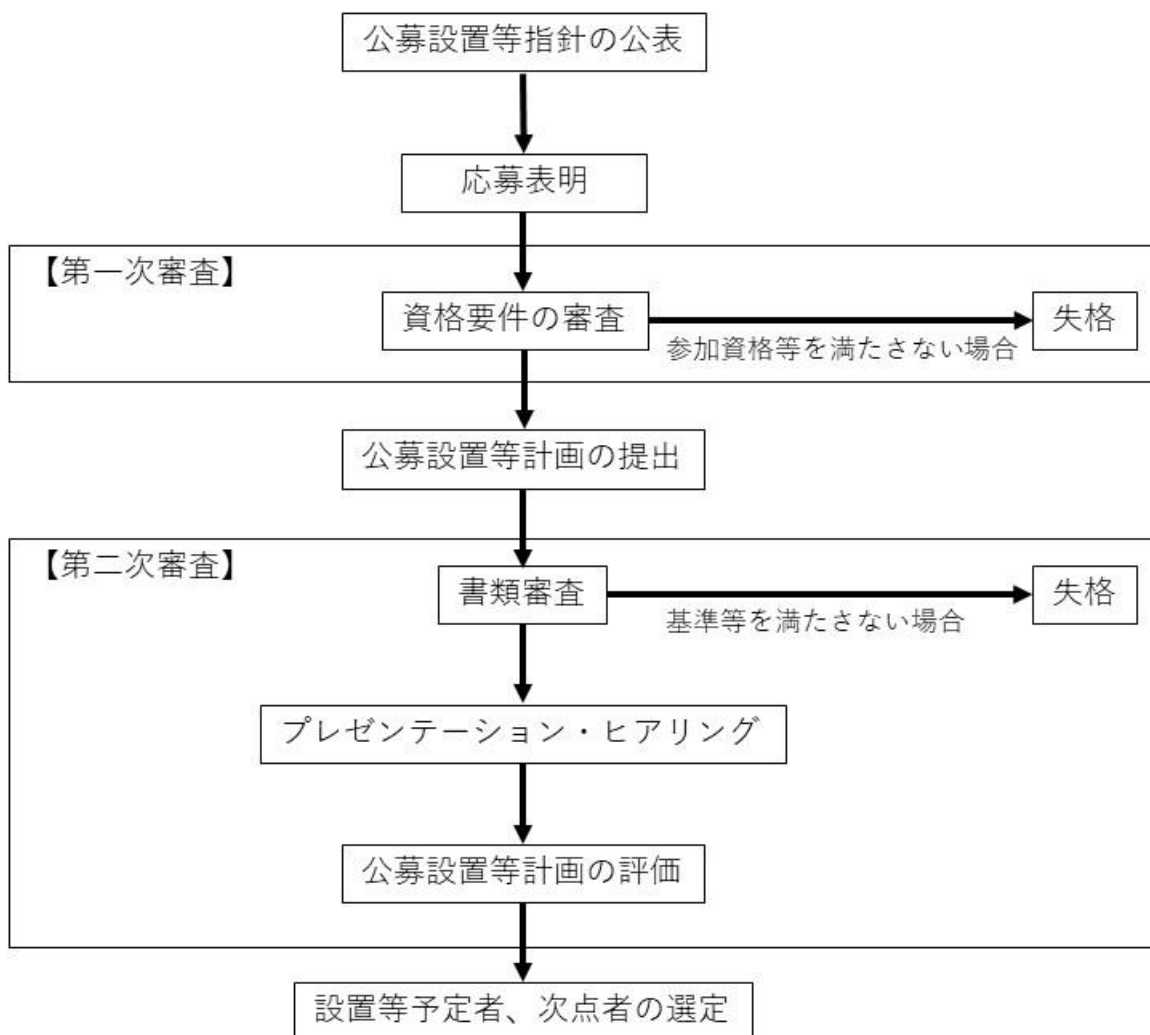 公募設置等指針の公表
応募表明
【第一次審査】
資格要件の審査
失格
参加資格等を満たさない場合
公募設置等計画の提出
【第二次審査】
書類審査
失格
基準等を満たさない場合
プレゼンテーション・ヒアリング
公募設置等計画の評価
設置等予定者、次点者の選定